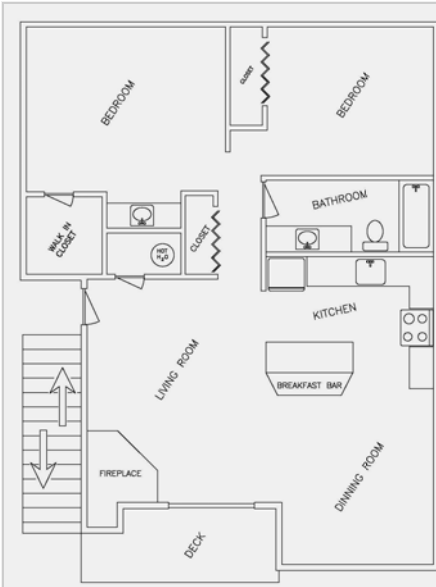 BEDROOM
CLOSET
BEDROOM
BATHROOM
WALK IN
CLOSET
HOT
H2O
CLOSET
KITCHEN
LIVING ROOM
BREAKFAST BAR
FIREPLACE
DINNING ROOM
DECK